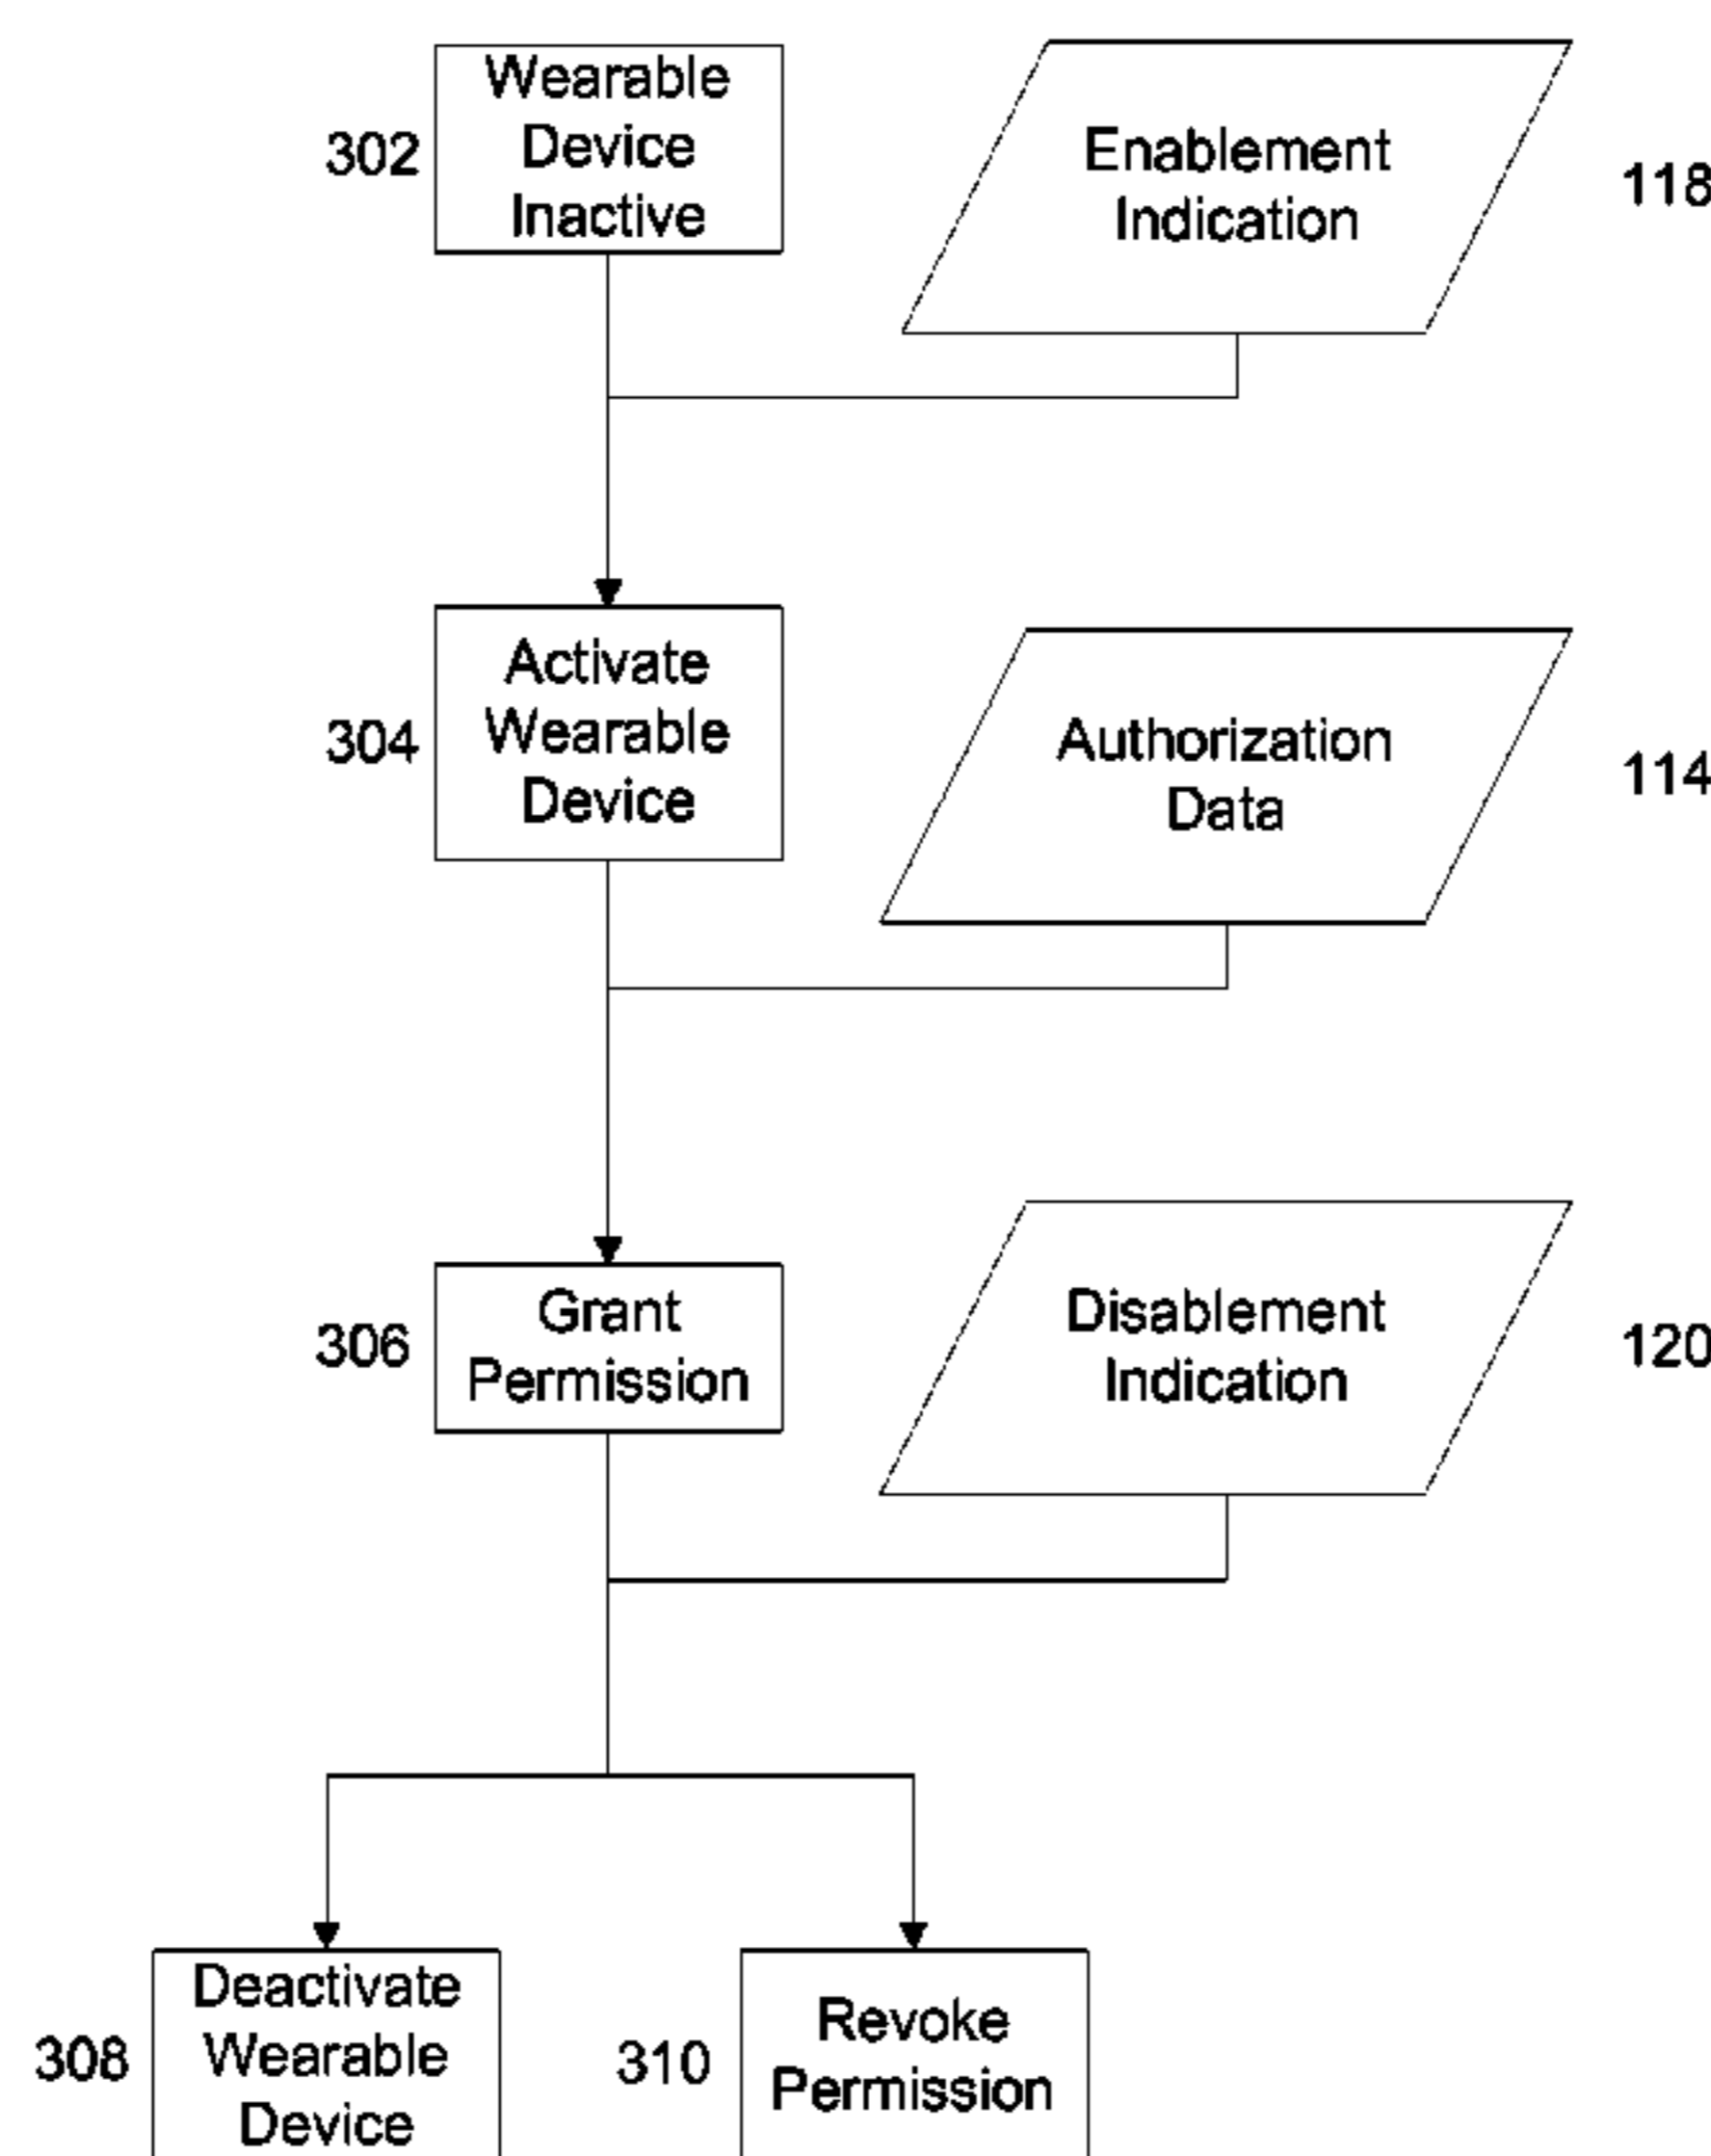 Wearable
Device
Inactive
302
Enablement
Indication
118
Activate
Wearable
Device
304
Authorization
Data
114
Grant
Permission
306
Disablement
Indication
120
Deactivate
Wearable
Device
308
Revoke
Permission
310